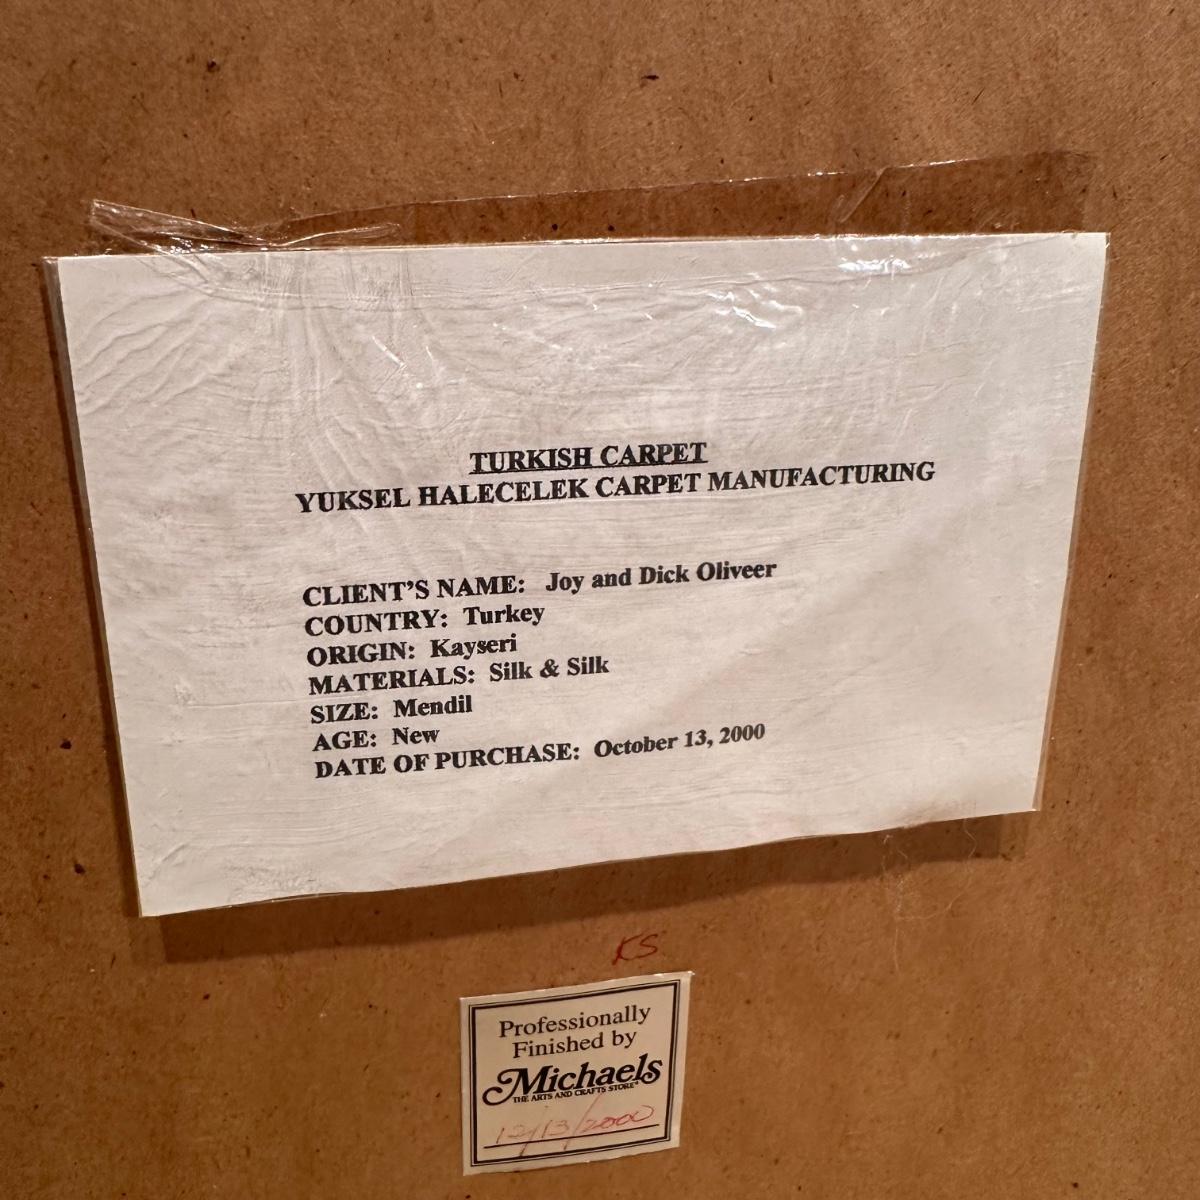 TURKISH CARPET
YUKSEL HALECELEK CARPET MANUFACTURING
CLIENT'S NAME: Joy and Dick Oliveer
COUNTRY: Turkey
ORIGIN: Kayseri
MATERIALS: Silk & Silk
SIZE: Mendil
AGE: New
DATE OF PURCHASE: October 13, 2000
KS
Professionally
Finished by
Michaels
THE ARTS AND CRAFTS STORE
12/13/2000